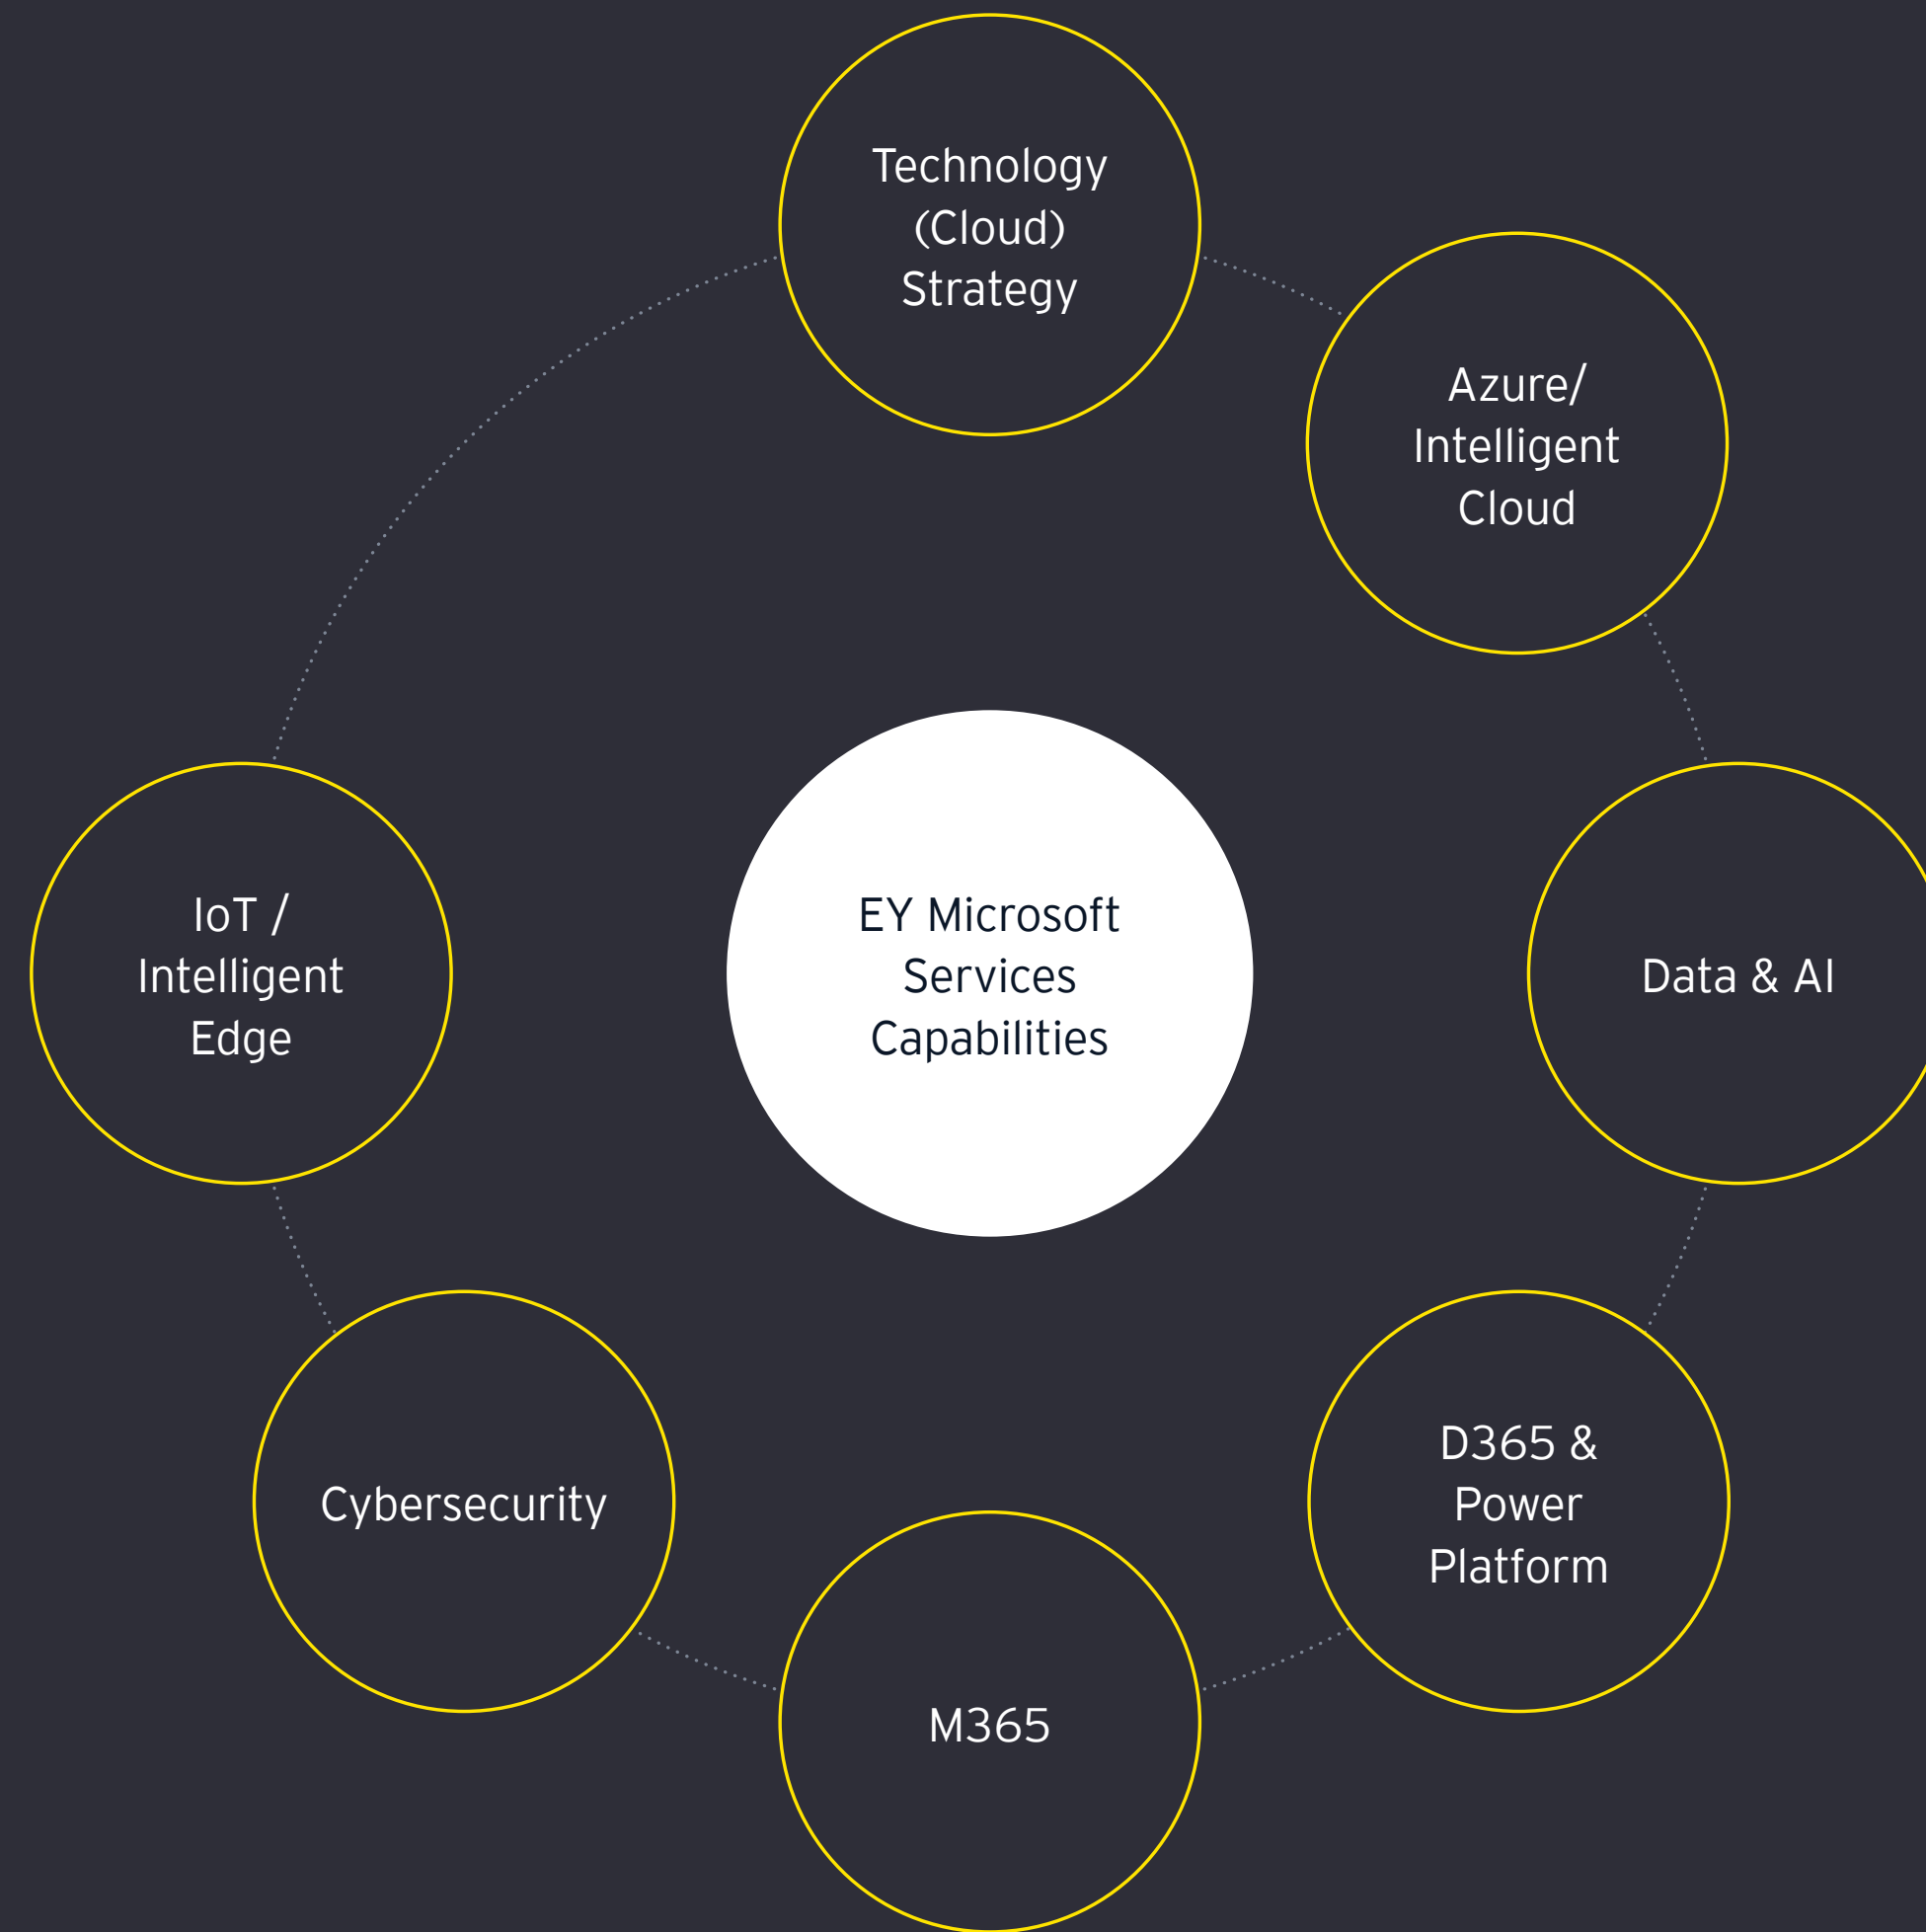 Technology
(Cloud)
Strategy
Azure/
Intelligent
Cloud
Data & AI
D365 &
Power
Platform
M365
Cybersecurity
IoT /
Intelligent
Edge
EY Microsoft
Services
Capabilities